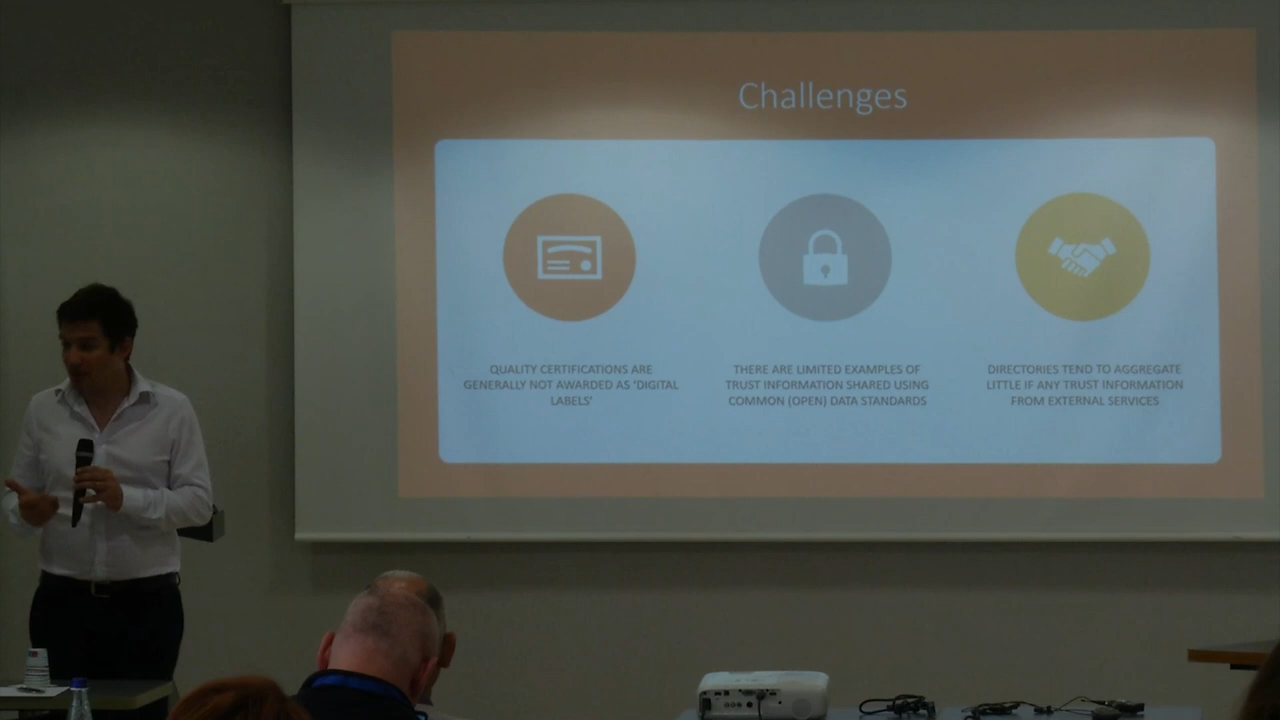 Challenges
QUALITY CERTIFICATIONS ARE
GENERALLY NOT AWARDED AS 'DIGITAL
LABELS'
THERE ARE LIMITED EXAMPLES OF
TRUST INFORMATION SHARED USING
COMMON (OPEN) DATA STANDARDS
DIRECTORIES TEND TO AGGREGATE
LITTLE IF ANY TRUST INFORMATION
FROM EXTERNAL SERVICES